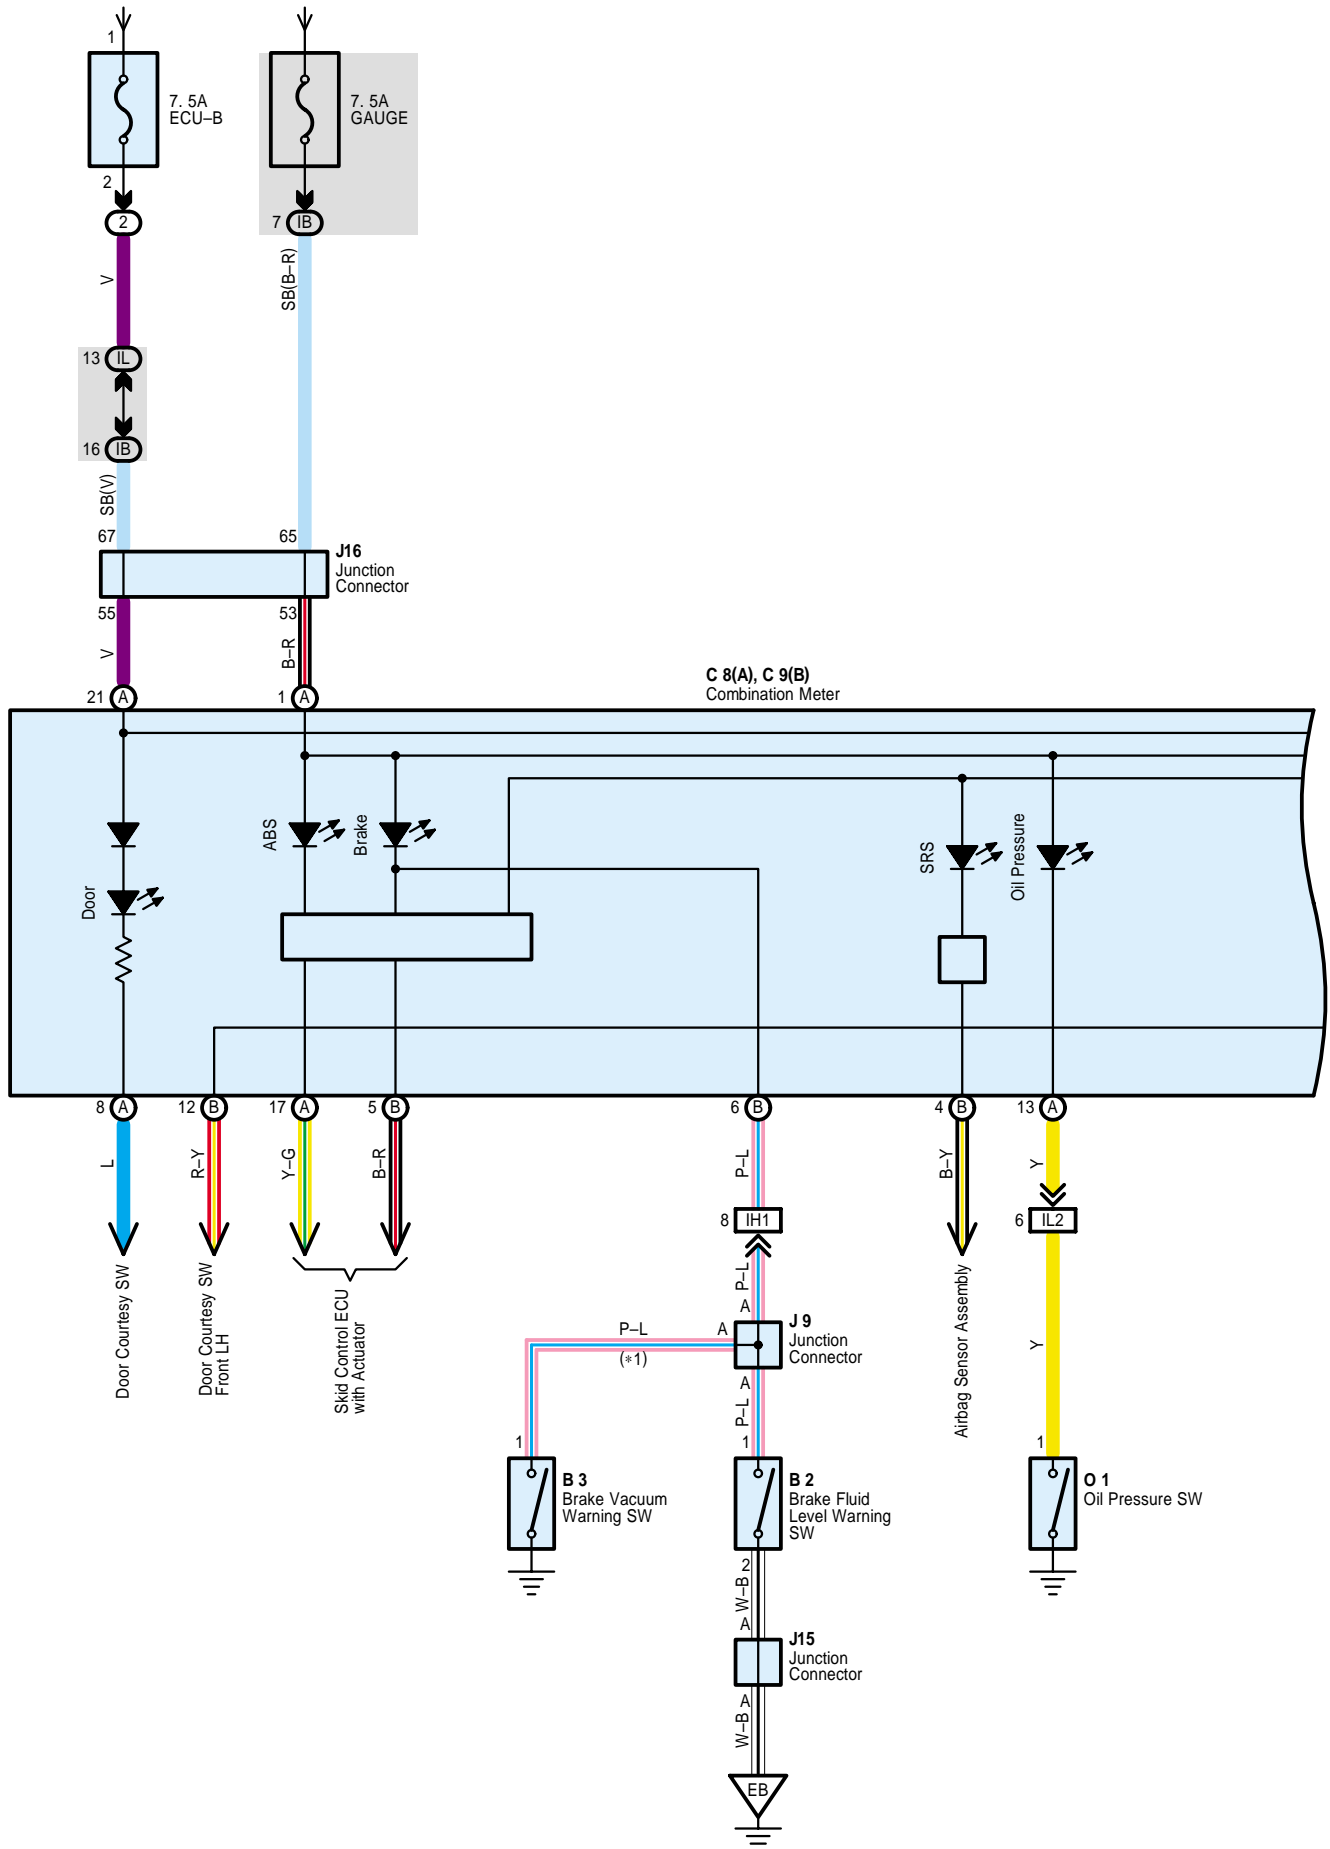 1
7. 5A
ECU–B
2
2
7. 5A
GAUGE
7 IB
V
SB(B–R)
13 IL
16 IB
SB(V)
67
65
J16
Junction
Connector
55
53
V
B–R
21 A
1 A
C 8(A), C 9(B)
Combination Meter
Door
ABS
Brake
SRS
Oil Pressure
8 A
12 B
17 A
5 B
6 B
4 B
13 A
L
R–Y
Y–G
B–R
P–L
B–Y
Y
8 IH1
6 IL2
Door Courtesy SW
Door Courtesy SW
Front LH
Skid Control ECU
with Actuator
P–L
A
P–L
(∗1)
A
J 9
Junction
Connector
A
P–L
Airbag Sensor Assembly
Y
1
B 3
Brake Vacuum
Warning SW
1
B 2
Brake Fluid
Level Warning
SW
1
O 1
Oil Pressure SW
2
W–B
A
J15
Junction
Connector
A
W–B
EB